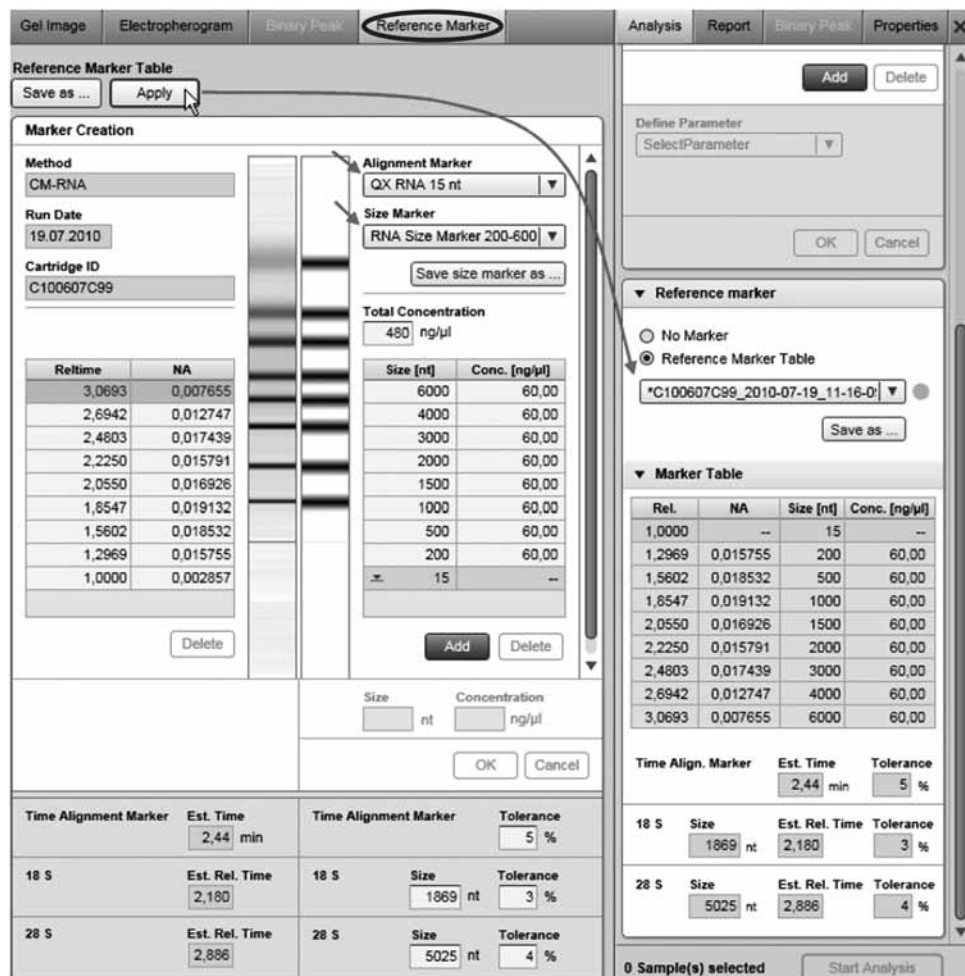 Gel Image Electropherogram Binary Peak Reference Marker
Reference Marker Table
Save as ... Apply
Marker Creation
Method
CM-RNA
Run Date
19.07.2010
Cartridge ID
C100607C99
Reltime NA
3,0693 0,007655
2,6942 0,012747
2,4803 0,017439
2,2250 0,015791
2,0550 0,016926
1,8547 0,019132
1,5602 0,018532
1,2969 0,015755
1,0000 0,002857
Delete
Alignment Marker
QX RNA 15 nt
Size Marker
RNA Size Marker 200-600
Save size marker as ...
Total Concentration
480 ng/µl
Size [nt] Conc. [ng/µl]
6000 60,00
4000 60,00
3000 60,00
2000 60,00
1500 60,00
1000 60,00
500 60,00
200 60,00
15 --
Add Delete
Size Concentration
nt ng/µl
OK Cancel
Time Alignment Marker Est. Time
2,44 min
Time Alignment Marker Tolerance
5 %
18 S Est. Rel. Time
2,180
18 S Size Tolerance
1869 nt 3 %
28 S Est. Rel. Time
2,886
28 S Size Tolerance
5025 nt 4 %
Analysis Report Binary Peak Properties
Add Delete
Define Parameter
SelectParameter
OK Cancel
Reference marker
No Marker
Reference Marker Table
*C100607C99_2010-07-19_11-16-0
Save as ...
Marker Table
Rel. NA Size [nt] Conc. [ng/µl]
1,0000 -- 15 --
1,2969 0,015755 200 60,00
1,5602 0,018532 500 60,00
1,8547 0,019132 1000 60,00
2,0550 0,016926 1500 60,00
2,2250 0,015791 2000 60,00
2,4803 0,017439 3000 60,00
2,6942 0,012747 4000 60,00
3,0693 0,007655 6000 60,00
Time Align. Marker Est. Time Tolerance
2,44 min 5 %
18 S Size Est. Rel. Time Tolerance
1869 nt 2,180 3 %
28 S Size Est. Rel. Time Tolerance
5025 nt 2,886 4 %
0 Sample(s) selected Start Analysis